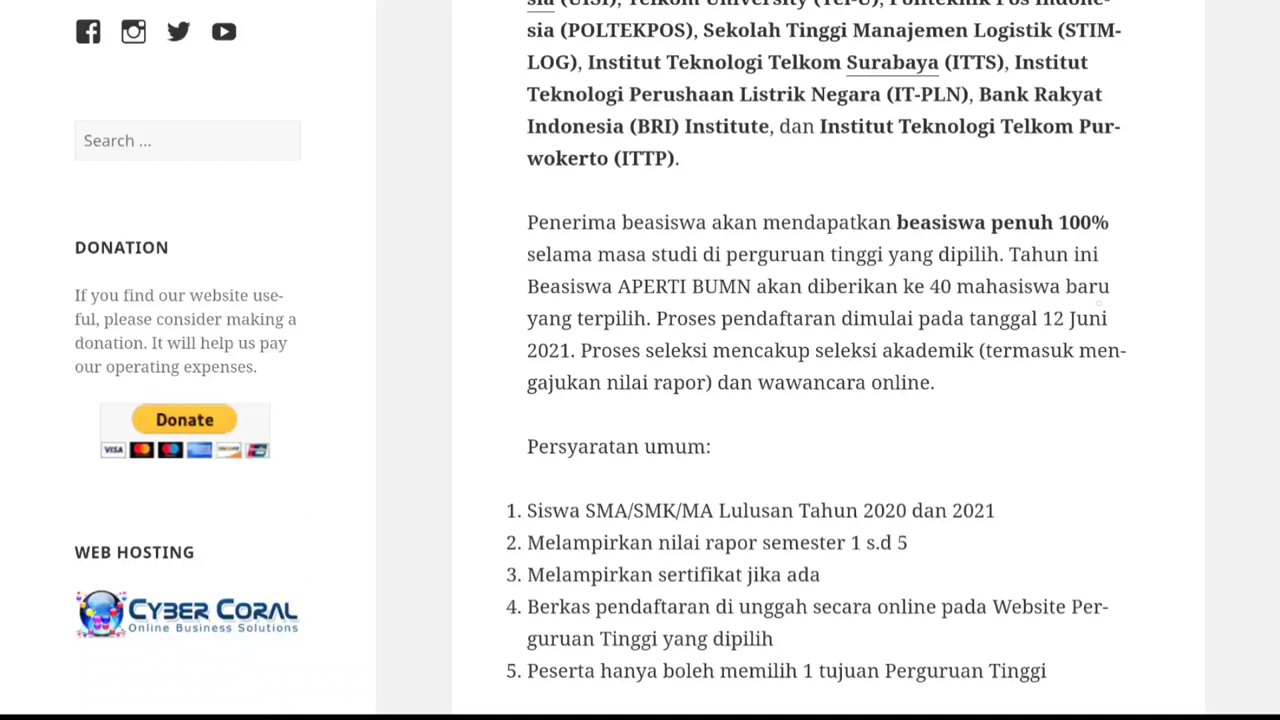 Search ...
DONATION
If you find our website use-
ful, please consider making a
donation. It will help us pay
our operating expenses.
Donate
VISA
WEB HOSTING
CYBER CORAL
Online Business Solutions
sia (UISI), Telkom University (Tel-U), Politeknik Pos Indone-
sia (POLTEKPOS), Sekolah Tinggi Manajemen Logistik (STIM-
LOG), Institut Teknologi Telkom Surabaya (ITTS), Institut
Teknologi Perushaan Listrik Negara (IT-PLN), Bank Rakyat
Indonesia (BRI) Institute, dan Institut Teknologi Telkom Pur-
wokerto (ITTP).
Penerima beasiswa akan mendapatkan beasiswa penuh 100%
selama masa studi di perguruan tinggi yang dipilih. Tahun ini
Beasiswa APERTI BUMN akan diberikan ke 40 mahasiswa baru
yang terpilih. Proses pendaftaran dimulai pada tanggal 12 Juni
2021. Proses seleksi mencakup seleksi akademik (termasuk men-
gajukan nilai rapor) dan wawancara online.
Persyaratan umum:
1. Siswa SMA/SMK/MA Lulusan Tahun 2020 dan 2021
2. Melampirkan nilai rapor semester 1 s.d 5
3. Melampirkan sertifikat jika ada
4. Berkas pendaftaran di unggah secara online pada Website Per-
guruan Tinggi yang dipilih
5. Peserta hanya boleh memilih 1 tujuan Perguruan Tinggi